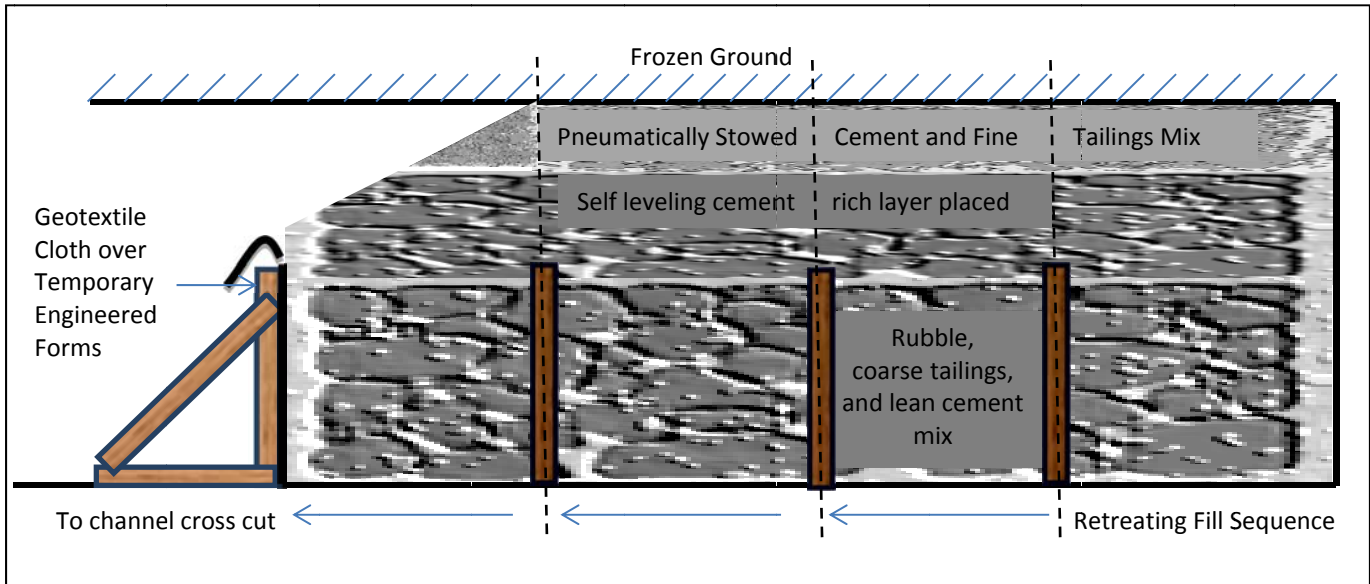 Frozen Ground
Pneumatically Stowed Cement and Fine Tailings Mix
Self leveling cement rich layer placed
Geotextile
Cloth over
Temporary
Engineered
Forms
Rubble,
coarse tailings,
and lean cement
mix
To channel cross cut
Retreating Fill Sequence